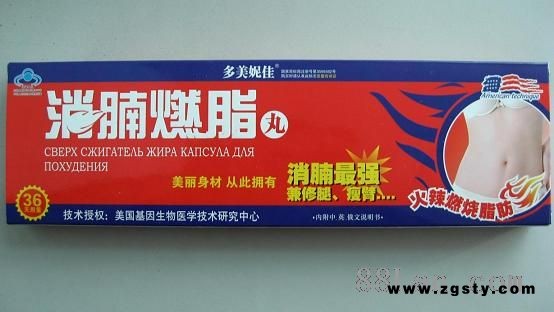 多美妮佳®
American technique
消腩燃脂丸
СВЕРХ СЖИГАТЕЛЬ ЖИРА КАПСУЛА ДЛЯ
ПОХУДЕНИЯ
美丽身材 从此拥有
消腩最强
兼修腿、瘦臂....
火辣燃烧脂肪
36
技术授权：美国基因生物医学技术研究中心
·内附中.英.俄文说明书·
www.zgsty.com